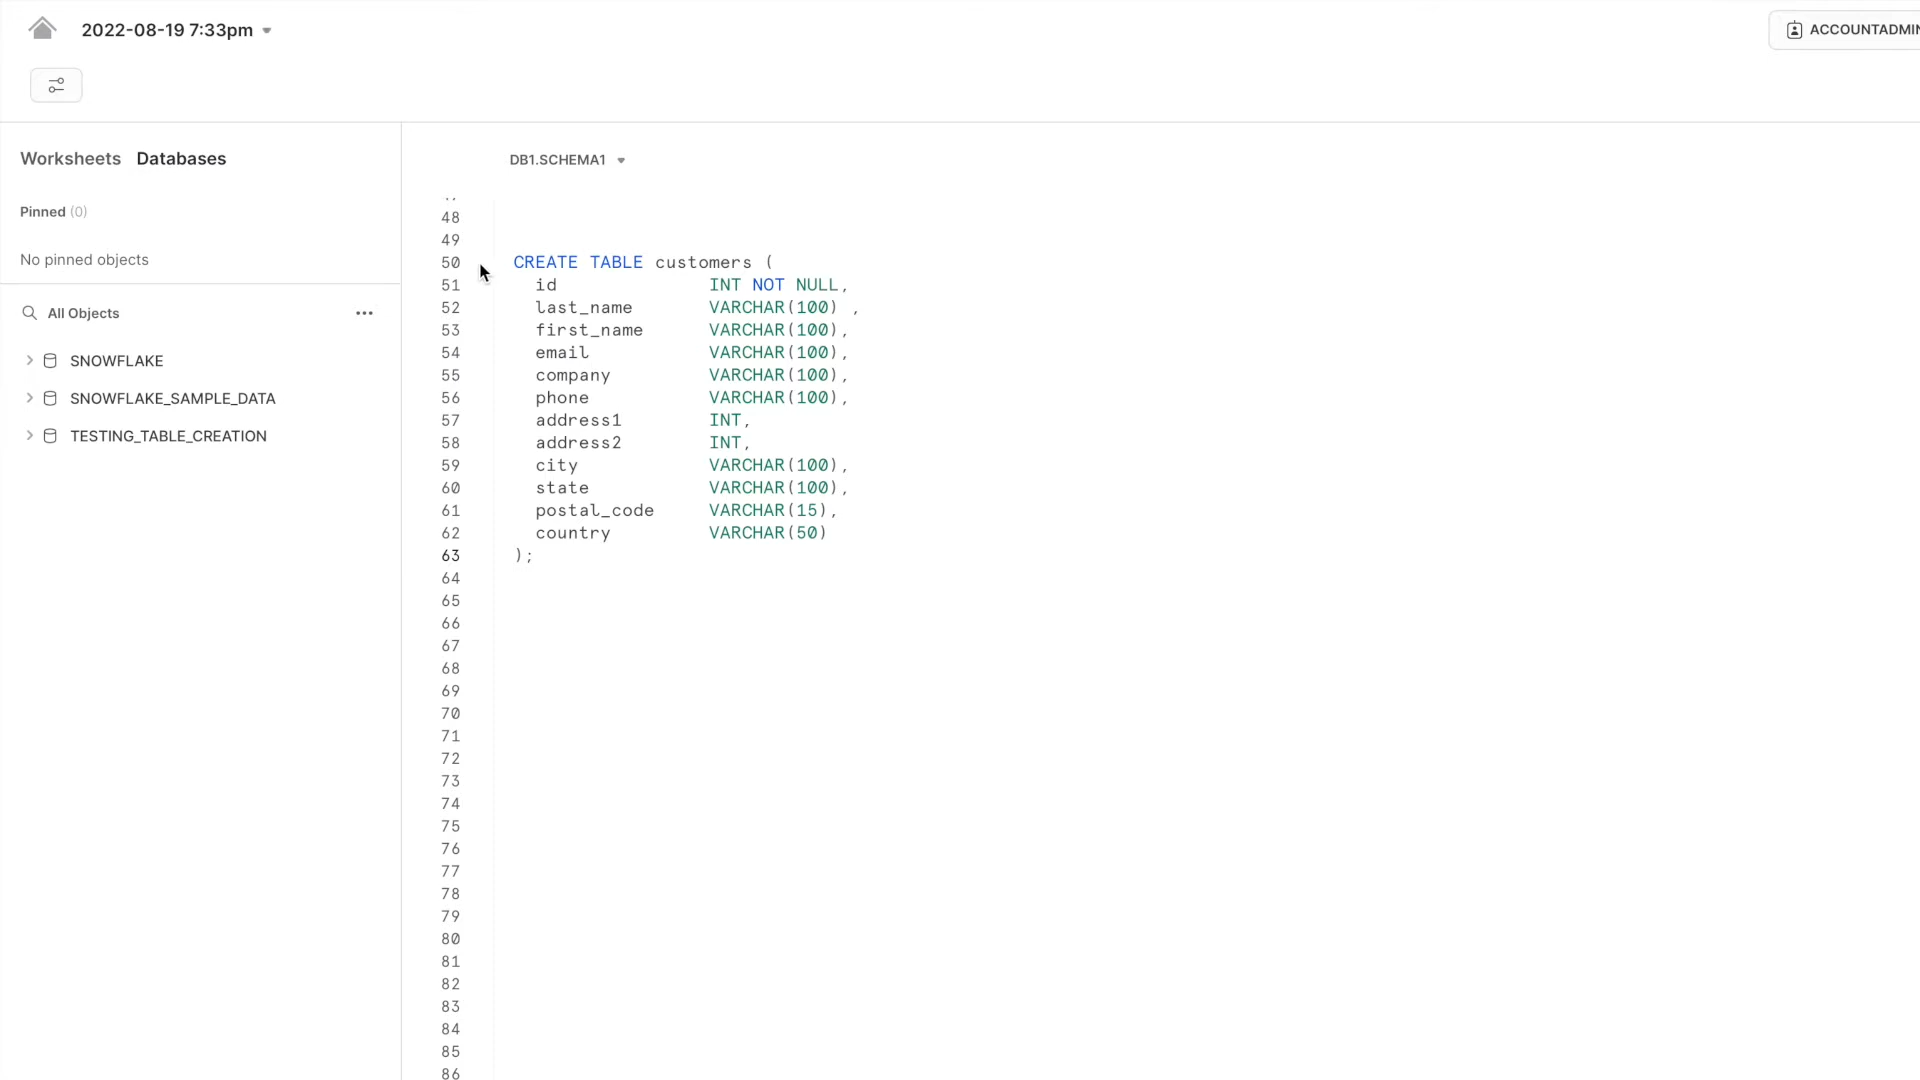 2022-08-19 7:33pm
ACCOUNTADMIN
Worksheets Databases
DB1.SCHEMA1
Pinned (0)
No pinned objects
All Objects
SNOWFLAKE
SNOWFLAKE_SAMPLE_DATA
TESTING_TABLE_CREATION
48
49
50 CREATE TABLE customers (
51 id INT NOT NULL,
52 last_name VARCHAR(100) ,
53 first_name VARCHAR(100),
54 email VARCHAR(100),
55 company VARCHAR(100),
56 phone VARCHAR(100),
57 address1 INT,
58 address2 INT,
59 city VARCHAR(100),
60 state VARCHAR(100),
61 postal_code VARCHAR(15),
62 country VARCHAR(50)
63 );
64
65
66
67
68
69
70
71
72
73
74
75
76
77
78
79
80
81
82
83
84
85
86